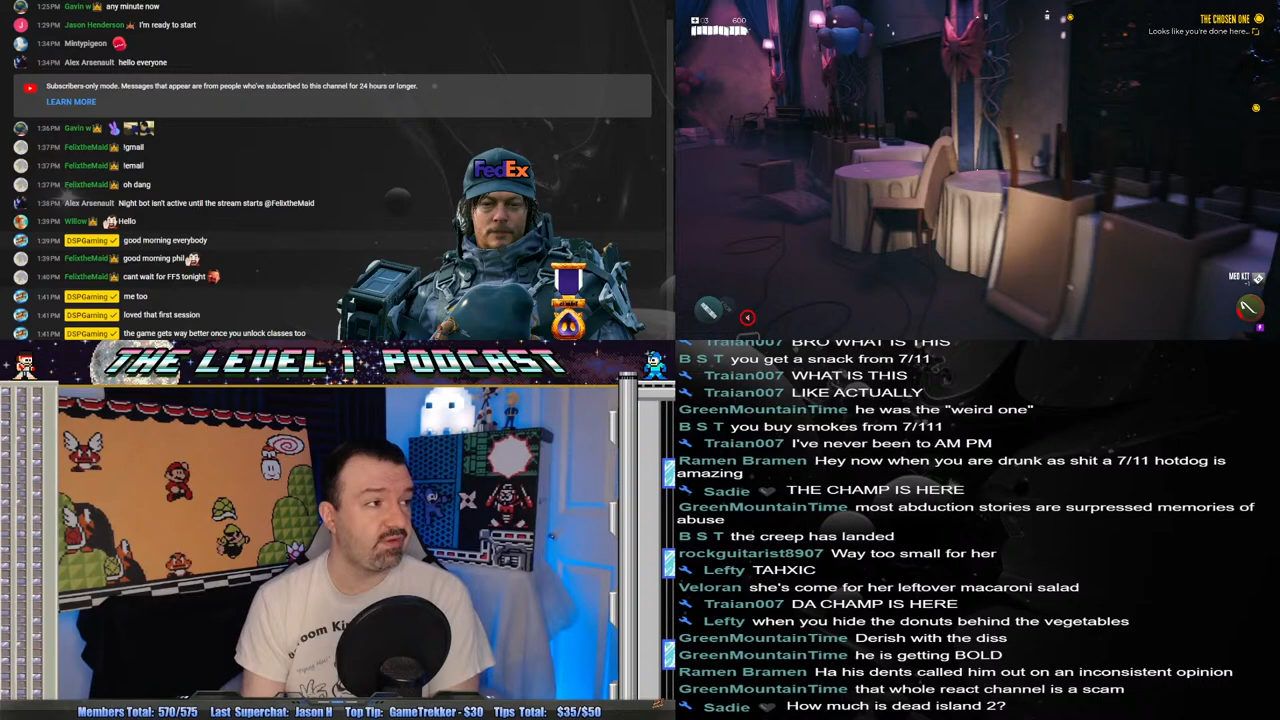 1:25PM Gavin w any minute now
1:29PM Jason Henderson I'm ready to start
1:34PM Mintypigeon
1:34PM Alex Arsenault hello everyone
Subscribers-only mode. Messages that appear are from people who've subscribed to this channel for 24 hours or longer.
LEARN MORE
1:36PM Gavin w
1:37PM FelixtheMaid !gmail
1:37PM FelixtheMaid !email
1:37PM FelixtheMaid oh dang
1:38PM Alex Arsenault Night bot isn't active until the stream starts @FelixtheMaid
1:39PM Willow Hello
1:39PM DSPGaming good morning everybody
1:39PM FelixtheMaid good morning phil
1:40PM FelixtheMaid cant wait for FF5 tonight
1:41PM DSPGaming me too
1:41PM DSPGaming loved that first session
1:41PM DSPGaming the game gets way better once you unlock classes too
FedEx
03 600
THE CHOSEN ONE
Looks like you're done here...
MED KIT
THE LEVEL 1 PODCAST
Members Total: 570/575 Last Superchat: Jason H Top Tip: GameTrekker - $30 Tips Total: $35/$50
Traian007 BRO WHAT IS THIS
B S T you get a snack from 7/11
Traian007 WHAT IS THIS
Traian007 LIKE ACTUALLY
GreenMountainTime he was the "weird one"
B S T you buy smokes from 7/111
Traian007 I've never been to AM PM
Ramen Bramen Hey now when you are drunk as shit a 7/11 hotdog is
amazing
Sadie THE CHAMP IS HERE
GreenMountainTime most abduction stories are surpressed memories of
abuse
B S T the creep has landed
rockguitarist8907 Way too small for her
Lefty TAHXIC
Veloran she's come for her leftover macaroni salad
Traian007 DA CHAMP IS HERE
Lefty when you hide the donuts behind the vegetables
GreenMountainTime Derish with the diss
GreenMountainTime he is getting BOLD
Ramen Bramen Ha his dents called him out on an inconsistent opinion
GreenMountainTime that whole react channel is a scam
Sadie How much is dead island 2?